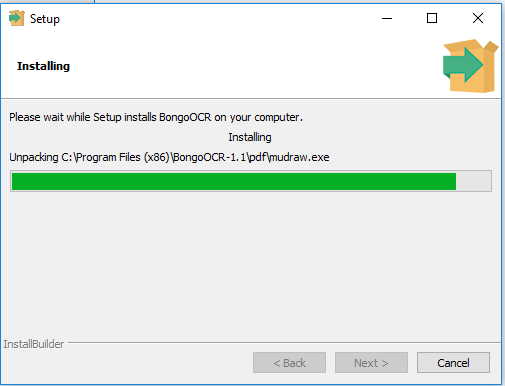 Setup
Installing
Please wait while Setup installs BongoOCR on your computer.
Installing
Unpacking C:\Program Files (x86)\BongoOCR-1.1\pdf\mudraw.exe
InstallBuilder
< Back
Next >
Cancel